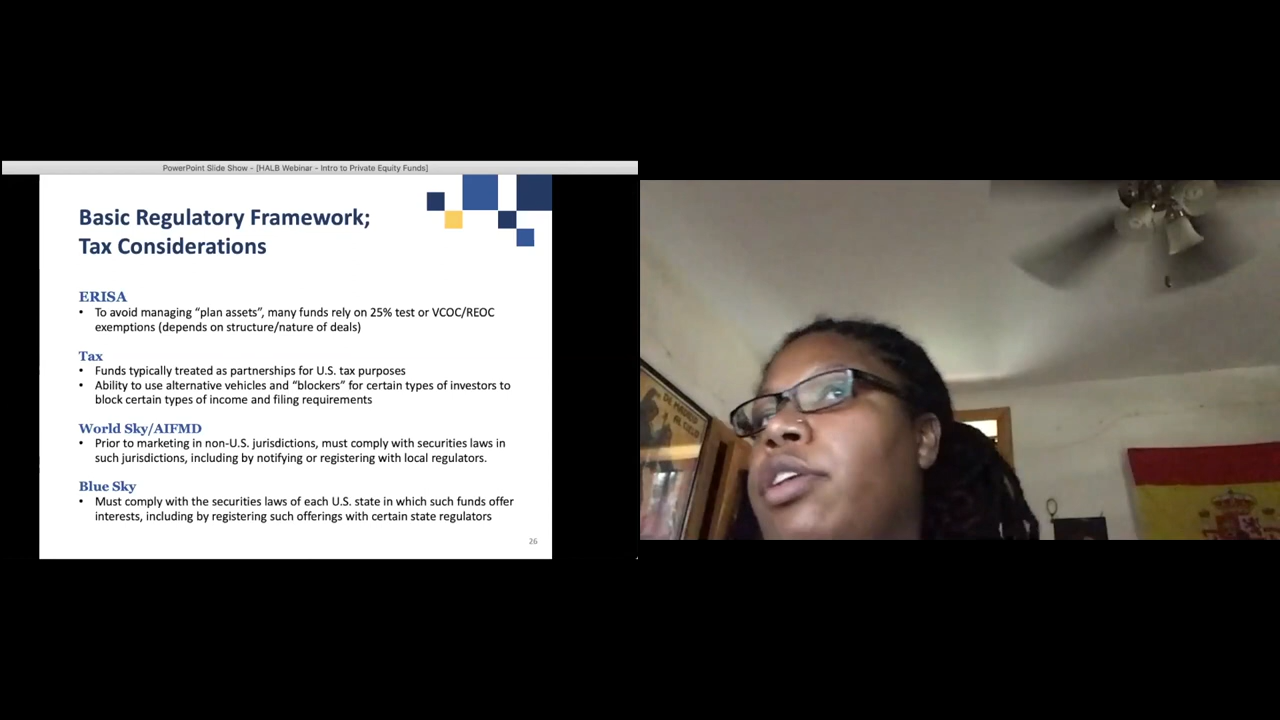 PowerPoint Slide Show - [HALB Webinar - Intro to Private Equity Funds]
Basic Regulatory Framework;
Tax Considerations
ERISA
• To avoid managing “plan assets”, many funds rely on 25% test or VCOC/REOC
exemptions (depends on structure/nature of deals)
Tax
• Funds typically treated as partnerships for U.S. tax purposes
• Ability to use alternative vehicles and “blockers” for certain types of investors to
block certain types of income and filing requirements
World Sky/AIFMD
• Prior to marketing in non-U.S. jurisdictions, must comply with securities laws in
such jurisdictions, including by notifying or registering with local regulators.
Blue Sky
• Must comply with the securities laws of each U.S. state in which such funds offer
interests, including by registering such offerings with certain state regulators
26
DE MADRID
AL CIELO